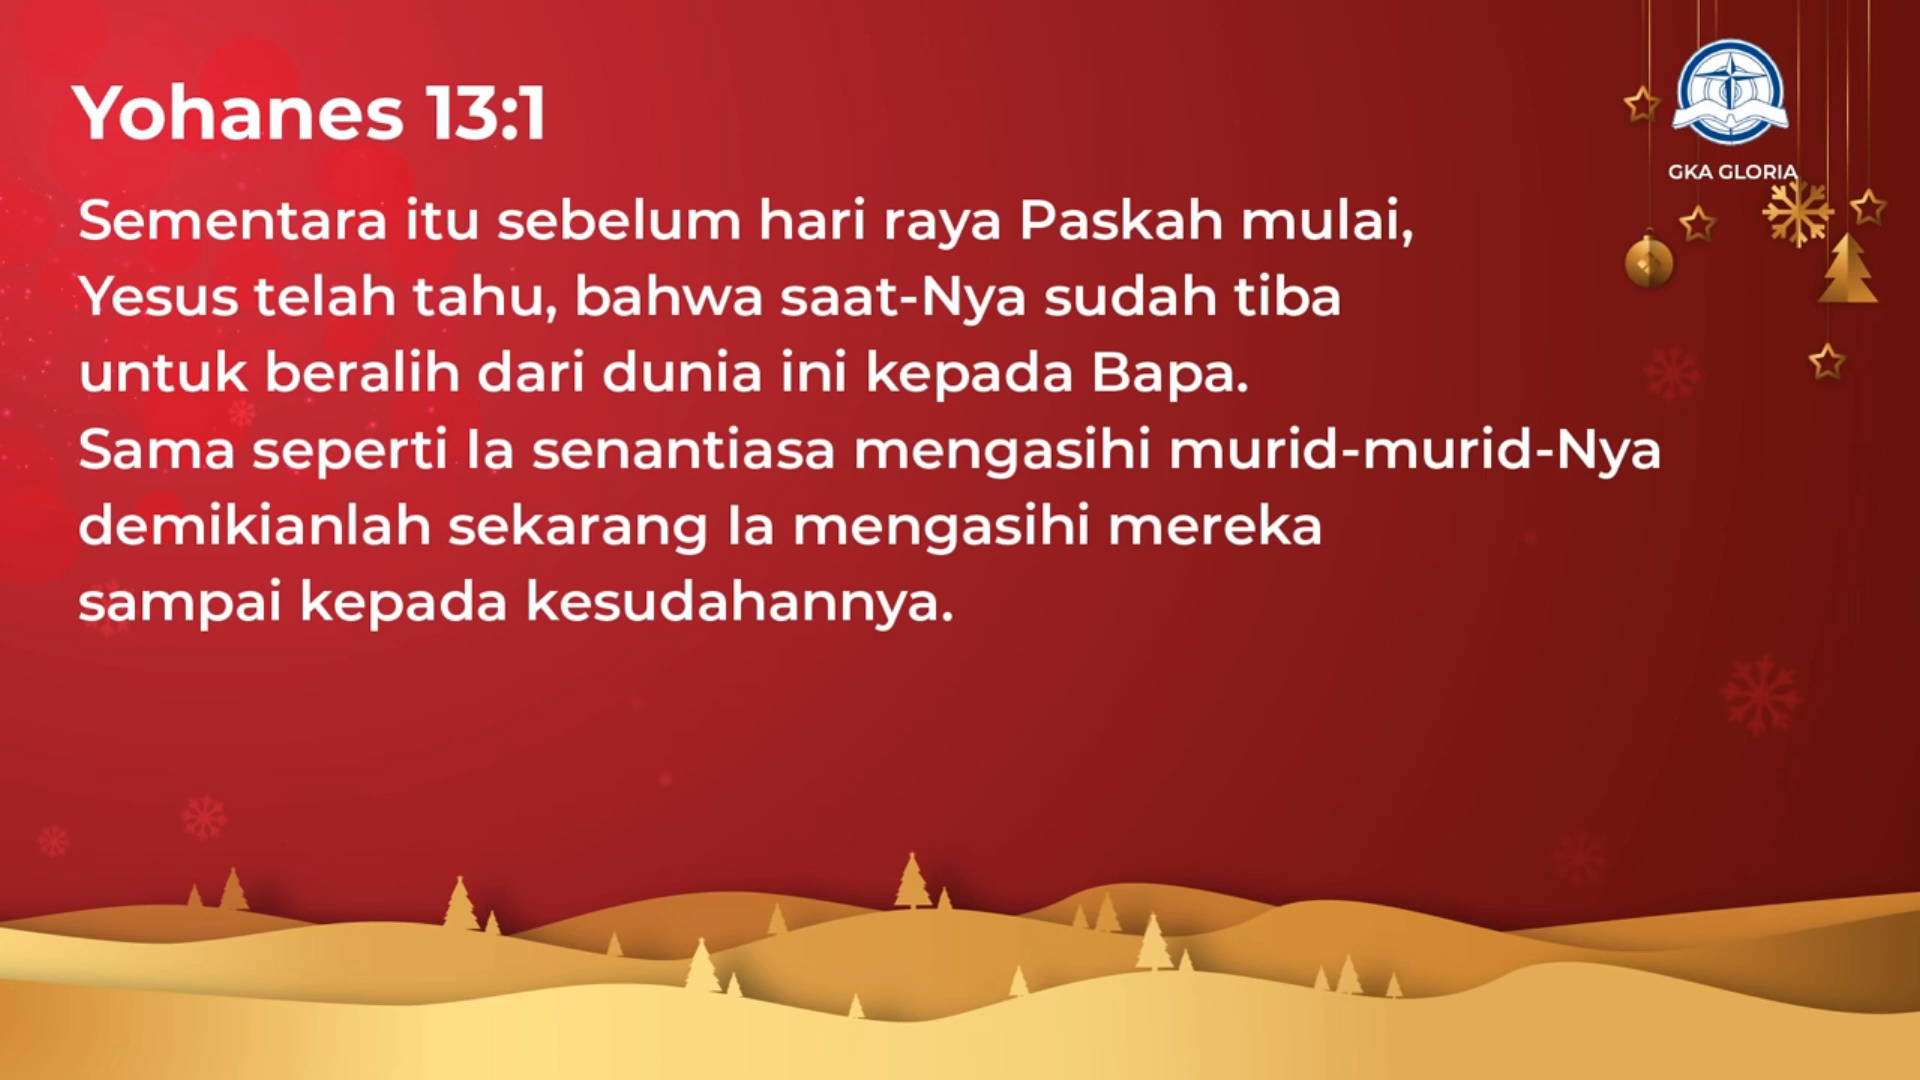 Yohanes 13:1
GKA GLORIA
Sementara itu sebelum hari raya Paskah mulai,
Yesus telah tahu, bahwa saat-Nya sudah tiba
untuk beralih dari dunia ini kepada Bapa.
Sama seperti Ia senantiasa mengasihi murid-murid-Nya
demikianlah sekarang Ia mengasihi mereka
sampai kepada kesudahannya.